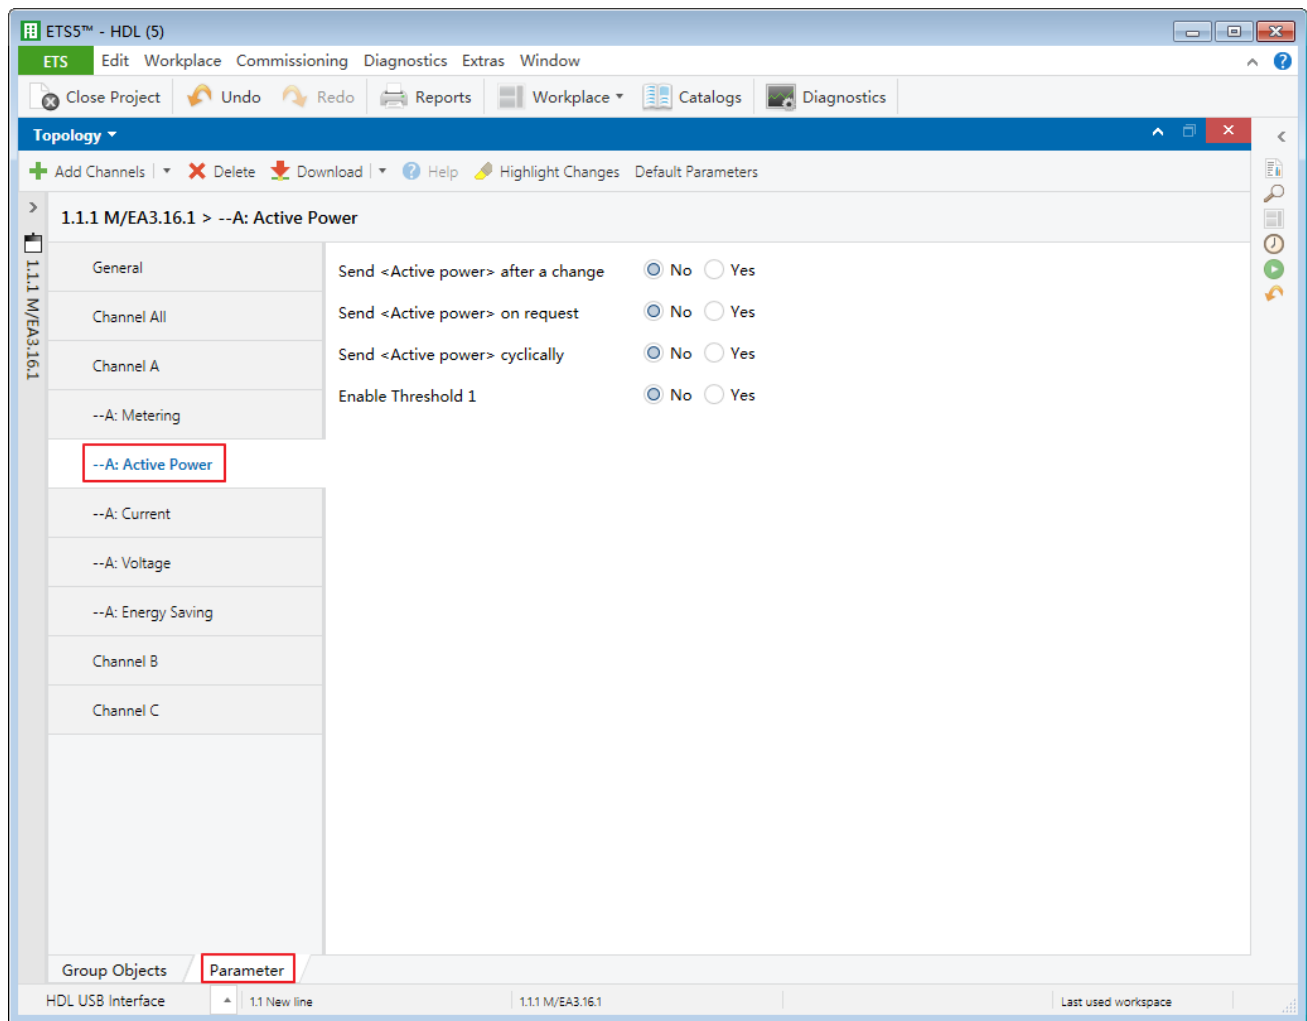 ETS5™ - HDL (5)
ETS Edit Workplace Commissioning Diagnostics Extras Window
Close Project Undo Redo Reports Workplace Catalogs Diagnostics
Topology
Add Channels Delete Download Help Highlight Changes Default Parameters
1.1.1 M/EA3.16.1 > --A: Active Power
1.1.1 M/EA3.16.1
General
Channel All
Channel A
--A: Metering
--A: Active Power
--A: Current
--A: Voltage
--A: Energy Saving
Channel B
Channel C
Send <Active power> after a change No Yes
Send <Active power> on request No Yes
Send <Active power> cyclically No Yes
Enable Threshold 1 No Yes
Group Objects Parameter
HDL USB Interface 1.1 New line 1.1.1 M/EA3.16.1 Last used workspace